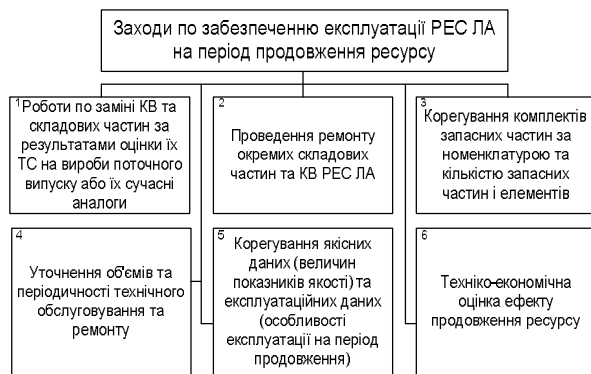 Заходи по забезпеченню експлуатації РЕС ЛА
на період продовження ресурсу
1
Роботи по заміні КВ та
складових частин за
результатами оцінки їх
ТС на вироби поточного
випуску або їх сучасні
аналоги
2
Проведення ремонту
окремих складових
частин та КВ РЕС ЛА
3
Корегування комплектів
запасних частин за
номенклатурою та
кількістю запасних
частин і елементів
4
Уточнення об'ємів та
періодичності технічного
обслуговування та
ремонту
5
Корегування якісних
даних (величин
показників якості) та
експлуатаційних даних
(особливості
експлуатації на період
продовження)
6
Техніко-економічна
оцінка ефекту
продовження ресурсу